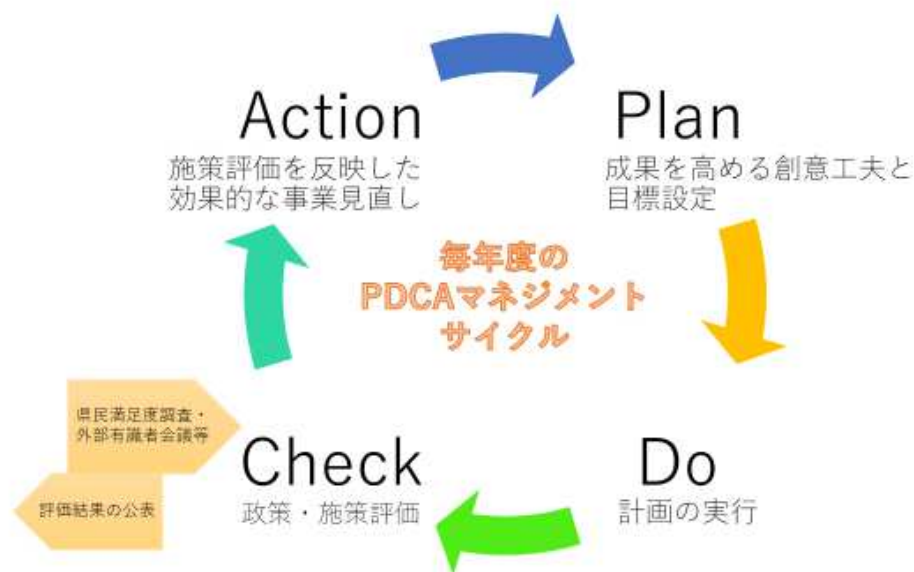 Action
施策評価を反映した
効果的な事業見直し
Plan
成果を高める創意工夫と
目標設定
毎年度の
PDCAマネジメント
サイクル
県民満足度調査・
外部有識者会議等
評価結果の公表
Check
政策・施策評価
Do
計画の実行